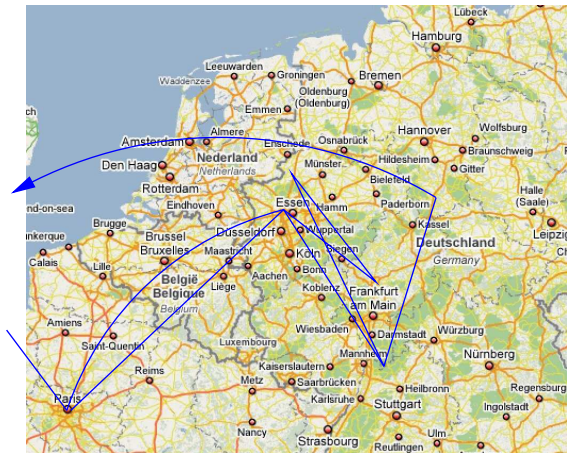 Lübeck
Hamburg
Leeuwarden
Groningen
Waddenzee
Oldenburg
(Oldenburg)
Bremen
Emmen
Amsterdam
Almere
Enschede
Osnabrück
Hannover
Wolfsburg
Braunschweig
Hildesheim
Gitter
Den Haag
Nederland
Netherlands
Rotterdam
Münster
Bielefeld
Halle
(Saale)
Leipzig
Eindhoven
Essen
Hamm
Paderborn
Kassel
nd-on-sea
Brugge
Düsseldorf
Wuppertal
Deutschland
Germany
unkerque
Calais
Brussel
Bruxelles
Maastricht
Köln
Siegen
Lille
Aachen
Bonn
België
Belgique
Belgium
Liège
Koblenz
Frankfurt
am Main
Amiens
Saint-Quentin
Luxembourg
Wiesbaden
Darmstadt
Würzburg
Mannheim
Nürnberg
Kaiserslautern
Reims
Saarbrücken
Metz
Heilbronn
Regensburg
Paris
Karlsruhe
Stuttgart
Ingolstadt
Nancy
Strasbourg
Ulm
Reutlingen